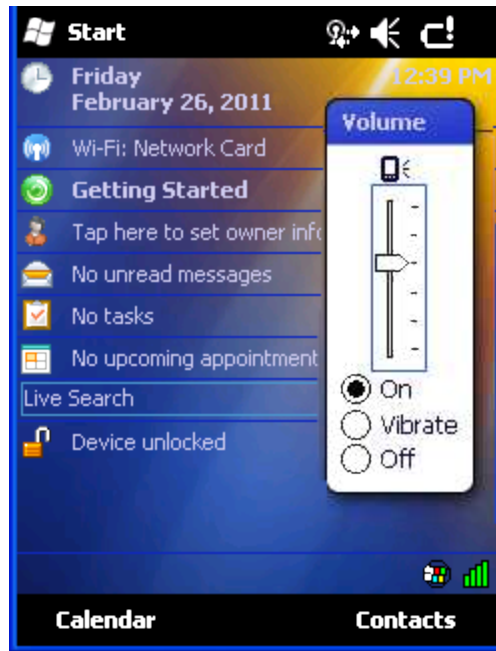 Start
Friday
February 26, 2011
12:39 PM
Volume
Wi-Fi: Network Card
Getting Started
Tap here to set owner info
No unread messages
No tasks
No upcoming appointment
On
Live Search
Vibrate
Device unlocked
Off
Calendar
Contacts